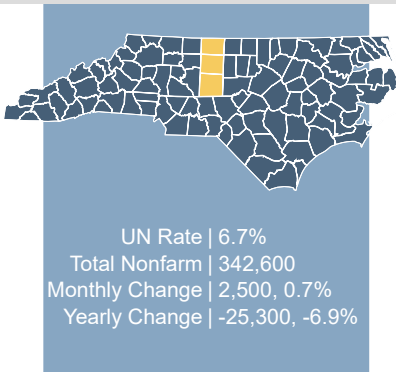 UN Rate | 6.7%
Total Nonfarm | 342,600
Monthly Change | 2,500, 0.7%
Yearly Change | -25,300, -6.9%